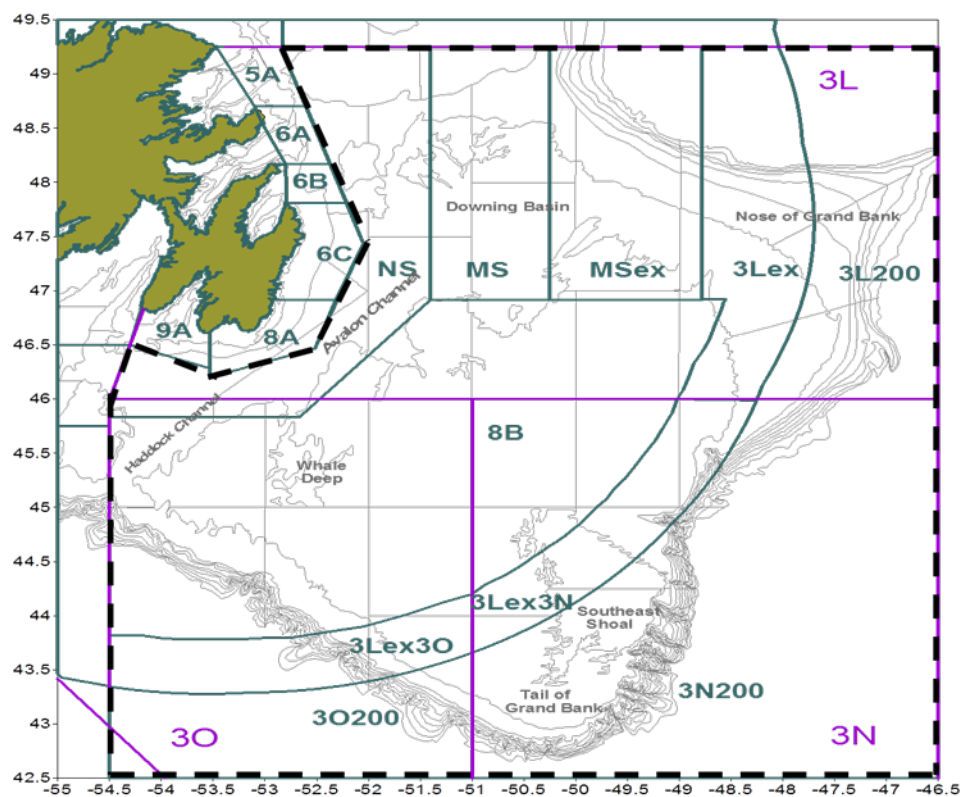 49.5
49
5A
3L
48.5
6A
48
6B
Downing Basin
Nose of Grand Bank
47.5
6C
NS
MS
MSex
3Lex
3L200
47
Avalon Channel
9A
8A
46.5
46
8B
Haddock Channel
45.5
Whale
Deep
45
44.5
3Lex3N
44
Southeast
Shoal
3Lex3O
43.5
3N200
Tail of
Grand Bank
3O200
43
3O
3N
42.5
-55 -54.5 -54 -53.5 -53 -52.5 -52 -51.5 -51 -50.5 -50 -49.5 -49 -48.5 -48 -47.5 -47 -46.5